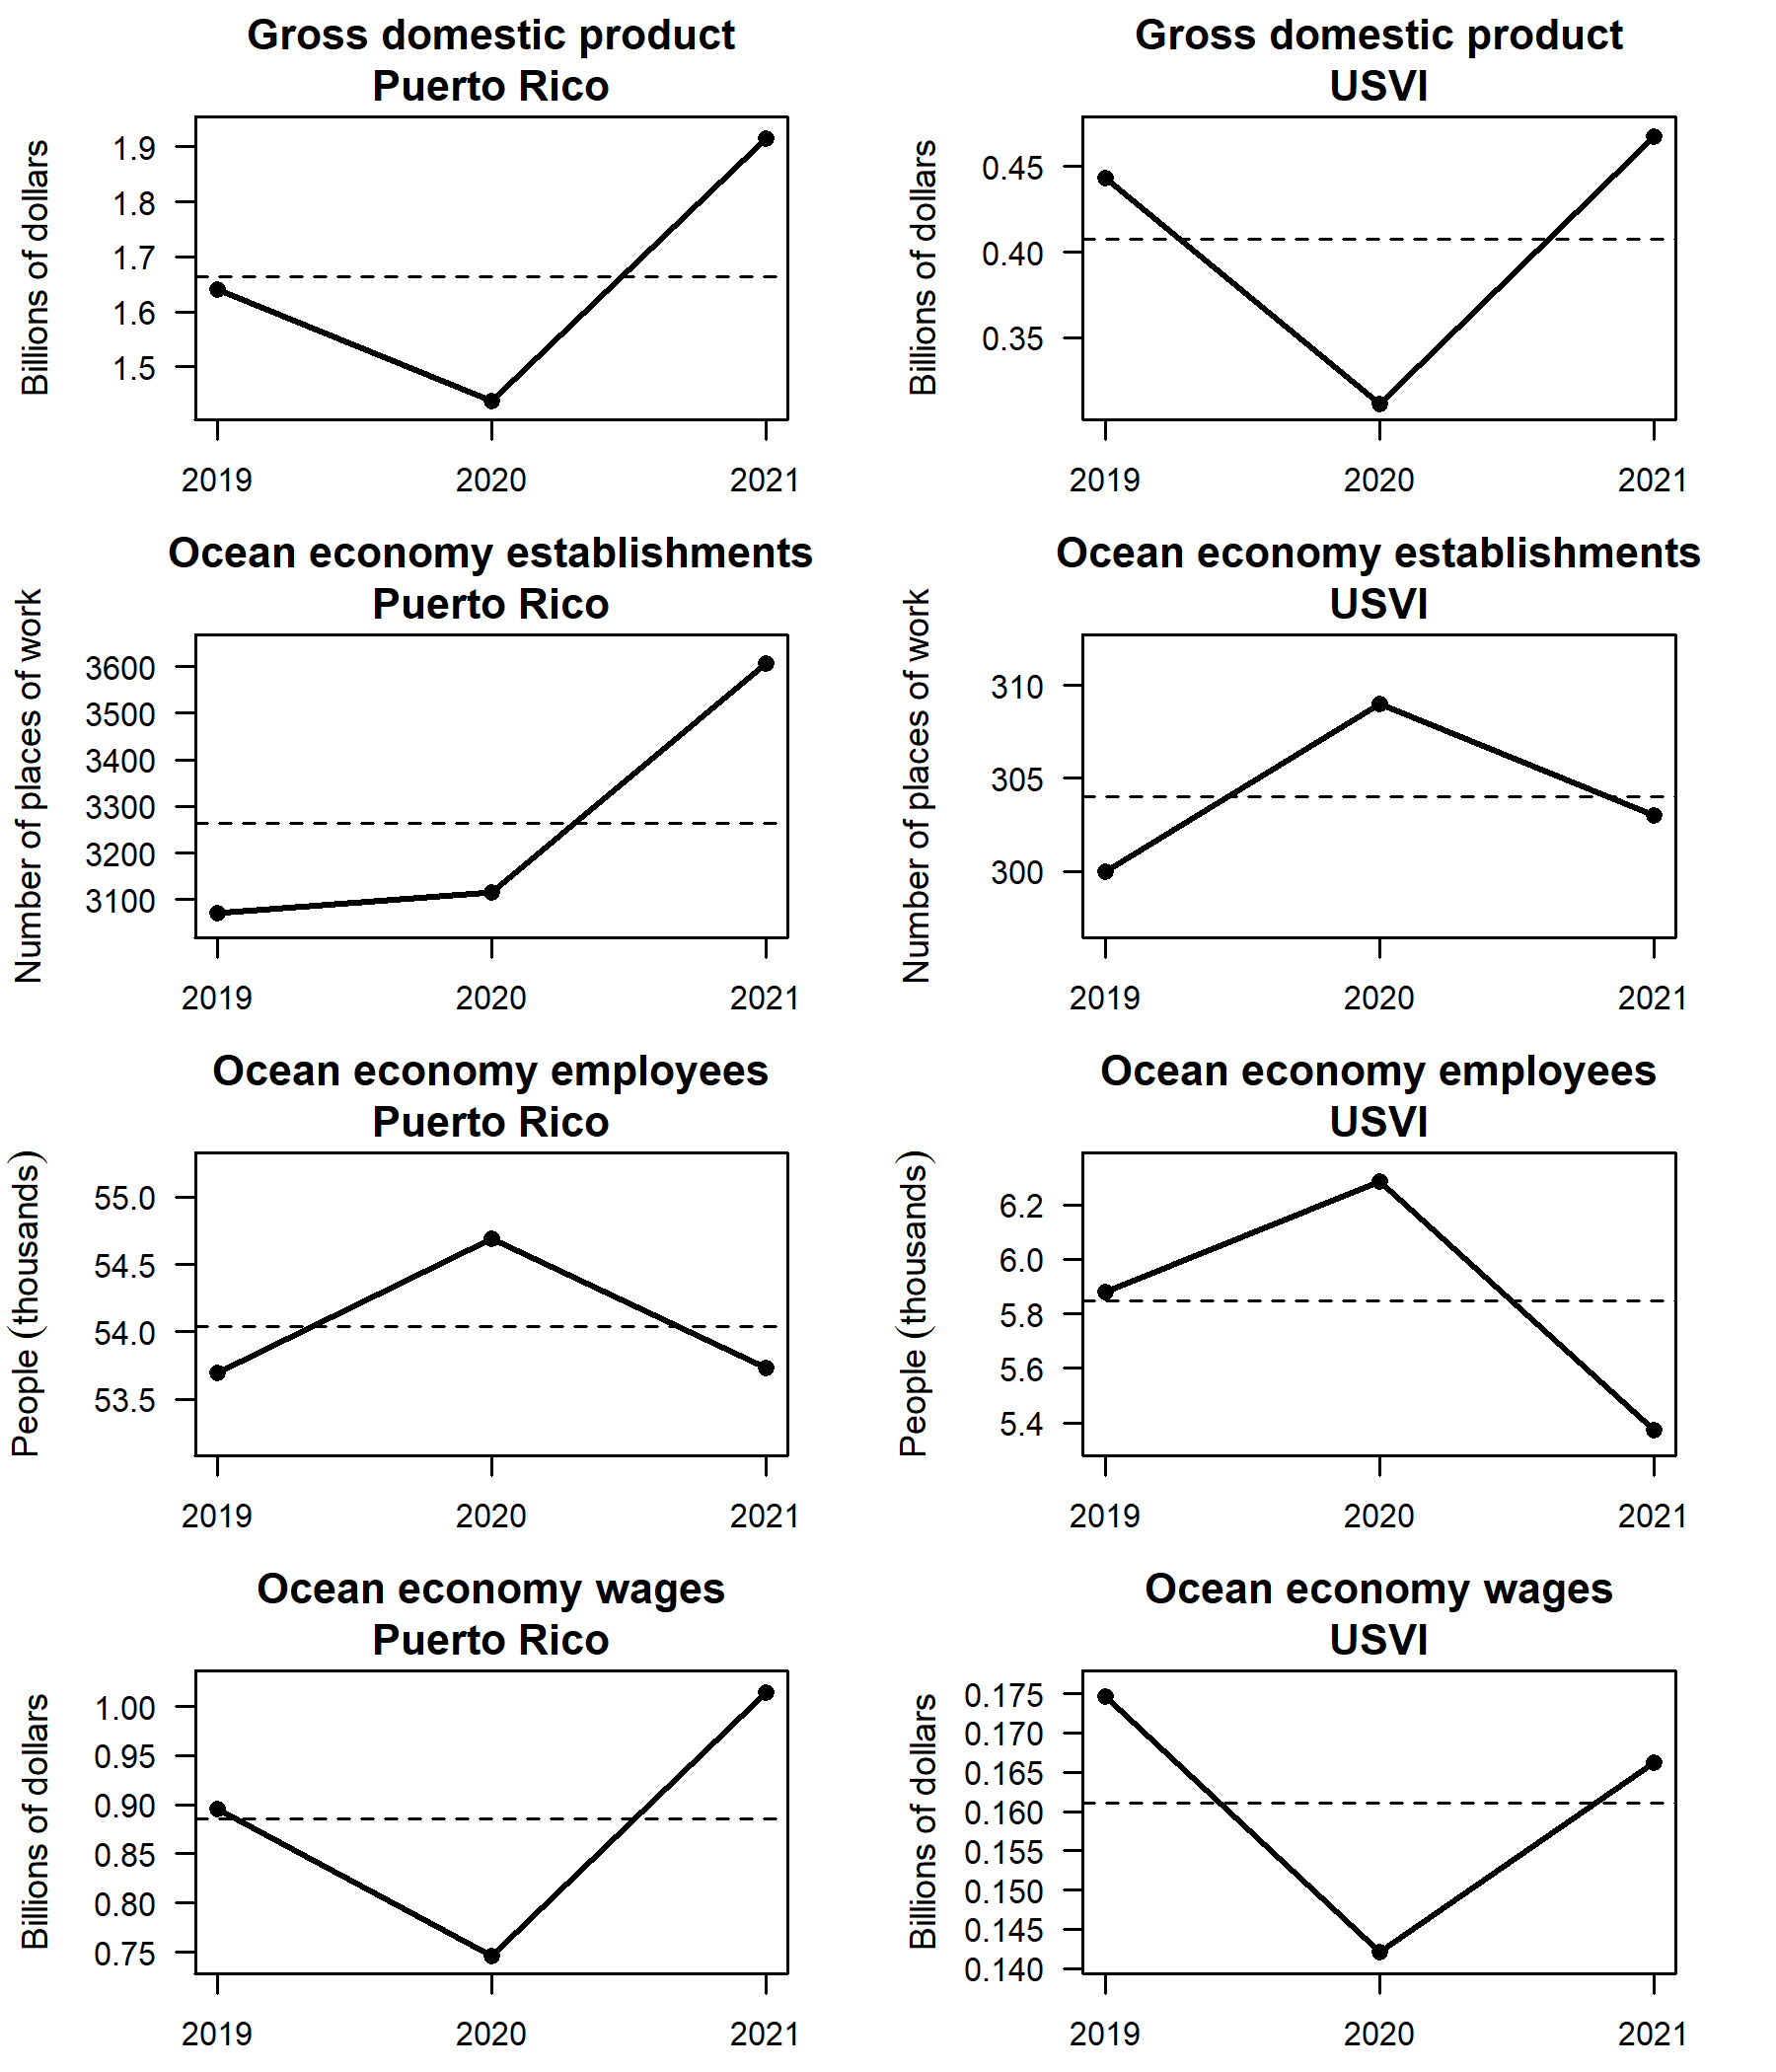 Gross domestic product
Puerto Rico
Billions of dollars
1.9
1.8
1.7
1.6
1.5
2019 2020 2021
Gross domestic product
USVI
Billions of dollars
0.45
0.40
0.35
2019 2020 2021
Ocean economy establishments
Puerto Rico
Number of places of work
3600
3500
3400
3300
3200
3100
2019 2020 2021
Ocean economy establishments
USVI
Number of places of work
310
305
300
2019 2020 2021
Ocean economy employees
Puerto Rico
People (thousands)
55.0
54.5
54.0
53.5
2019 2020 2021
Ocean economy employees
USVI
People (thousands)
6.2
6.0
5.8
5.6
5.4
2019 2020 2021
Ocean economy wages
Puerto Rico
Billions of dollars
1.00
0.95
0.90
0.85
0.80
0.75
2019 2020 2021
Ocean economy wages
USVI
Billions of dollars
0.175
0.170
0.165
0.160
0.155
0.150
0.145
0.140
2019 2020 2021